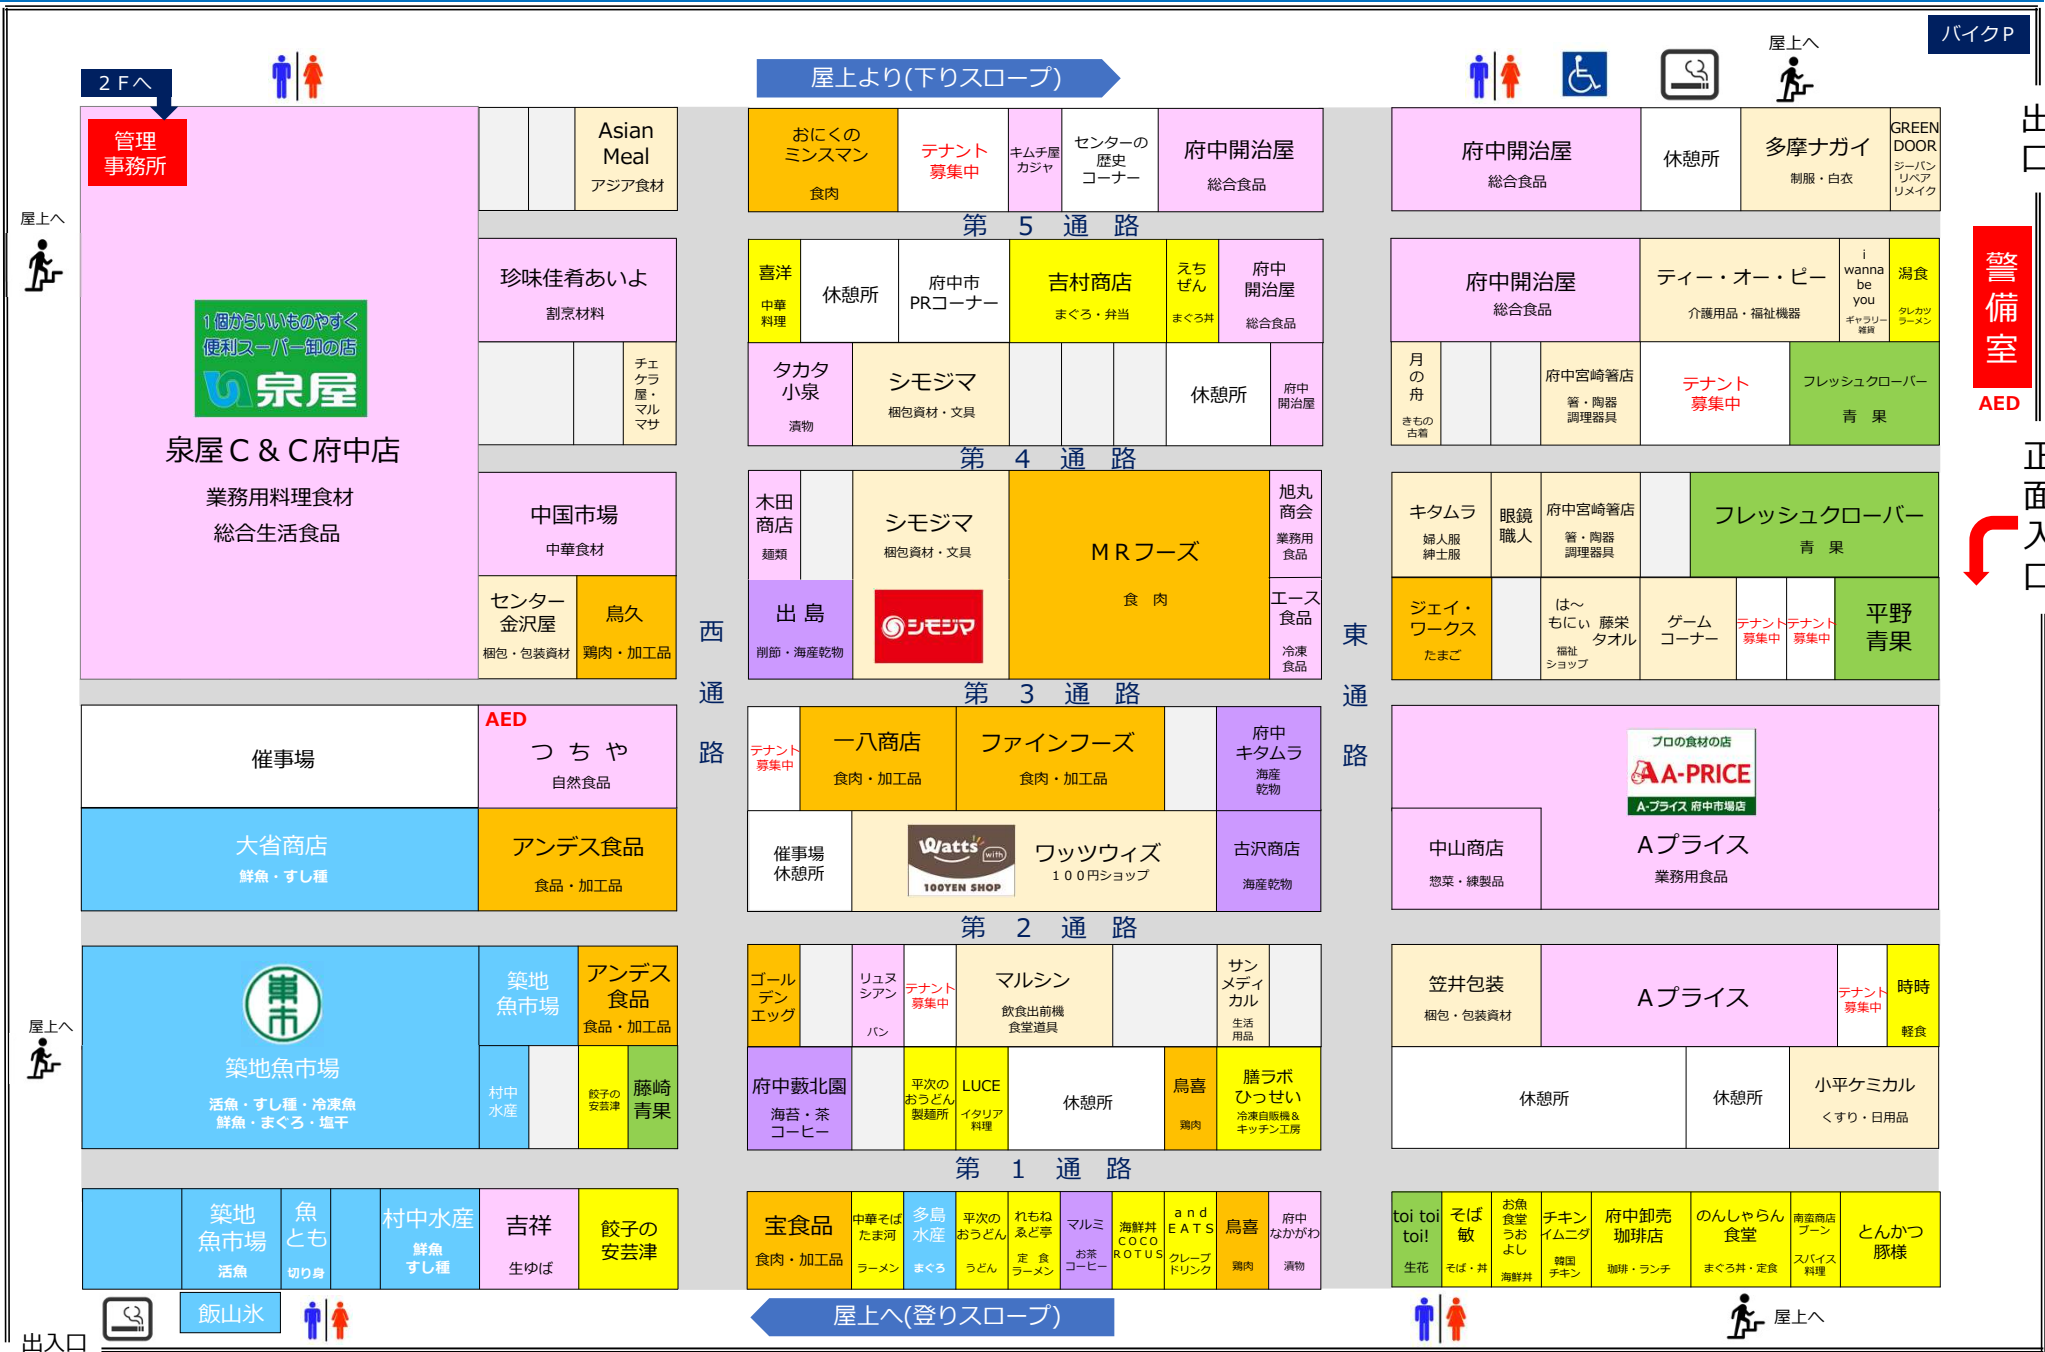 バイクP
屋上へ
2Fへ
屋上より(下りスロープ)
出口
管理
事務所
Asian
Meal
アジア食材
おにくの
ミンスマン
食肉
テナント
募集中
キムチ屋
カジヤ
センターの
歴史
コーナー
府中開治屋
総合食品
府中開治屋
総合食品
休憩所
多摩ナガイ
制服・白衣
GREEN
DOOR
ジーパン
リペア
リメイク
第5通路
屋上へ
珍味佳肴あいよ
割烹材料
喜洋
中華
料理
休憩所
府中市
PRコーナー
吉村商店
まぐろ・弁当
えち
ぜん
まぐろ丼
府中
開治屋
総合食品
府中開治屋
総合食品
ティー・オー・ピー
介護用品・福祉機器
i
wanna
be
you
ギャラリー
雑貨
潟食
タレカツ
ラーメン
警備室
AED
1個からいいものやすく
便利スーパー卸の店
泉屋
泉屋C&C府中店
業務用料理食材
総合生活食品
チェ
ケラ
屋・
マル
マサ
タカタ
小泉
漬物
シモジマ
梱包資材・文具
休憩所
府中
開治屋
月
の
舟
きもの
古着
府中宮崎箸店
箸・陶器
調理器具
テナント
募集中
フレッシュクローバー
青 果
第4通路
正面入口
中国市場
中華食材
木田
商店
麺類
シモジマ
梱包資材・文具
シモジマ
MRフーズ
食 肉
旭丸
商会
業務用
食品
キタムラ
婦人服
紳士服
眼鏡
職人
府中宮崎箸店
箸・陶器
調理器具
フレッシュクローバー
青 果
センター
金沢屋
梱包・包装資材
鳥久
鶏肉・加工品
西通路
出島
削節・海産乾物
エース
食品
冷凍
食品
東通路
ジェイ・
ワークス
たまご
は~
もにぃ
福祉
ショップ
藤栄
タオル
ゲーム
コーナー
テナント
募集中
テナント
募集中
平野
青果
第3通路
催事場
AED
つちや
自然食品
テナント
募集中
一八商店
食肉・加工品
ファインフーズ
食肉・加工品
府中
キタムラ
海産
乾物
プロの食材の店
A-PRICE
A-プライス 府中市場店
Aプライス
業務用食品
大省商店
鮮魚・すし種
アンデス食品
食品・加工品
催事場
休憩所
Watts with
100YEN SHOP
ワッツウィズ
100円ショップ
古沢商店
海産乾物
中山商店
惣菜・練製品
第2通路
東市
築地魚市場
活魚・すし種・冷凍魚
鮮魚・まぐろ・塩干
築地
魚市場
アンデス
食品
食品・加工品
ゴール
デン
エッグ
リュヌ
シアン
パン
テナント
募集中
マルシン
飲食出前機
食堂道具
サン
メディ
カル
生活
用品
笠井包装
梱包・包装資材
Aプライス
テナント
募集中
時時
軽食
屋上へ
村中
水産
餃子の
安芸津
藤崎
青果
府中藪北園
海苔・茶
コーヒー
平次の
おうどん
製麺所
LUCE
イタリア
料理
休憩所
鳥喜
鶏肉
膳ラボ
ひっせい
冷凍自販機&
キッチン工房
休憩所
休憩所
小平ケミカル
くすり・日用品
第1通路
築地
魚市場
活魚
魚
とも
切り身
村中水産
鮮魚
すし種
吉祥
生ゆば
餃子の
安芸津
宝食品
食肉・加工品
中華そば
たま河
ラーメン
多島
水産
まぐろ
平次の
おうどん
うどん
れもね
ゑど亭
定 食
ラーメン
マルミ
お茶
コーヒー
海鮮丼
COCO
ROTUS
and
EATS
クレープ
ドリンク
鳥喜
鶏肉
府中
なかがわ
漬物
toi toi
toi!
生花
そば
敏
そば・丼
お魚
食堂
うお
よし
海鮮丼
チキン
イムニダ
韓国
チキン
府中卸売
珈琲店
珈琲・ランチ
のんしゃらん
食堂
まぐろ丼・定食
南蛮商店
ブーン
スパイス
料理
とんかつ
豚様
飯山氷
屋上へ(登りスロープ)
屋上へ
出入口